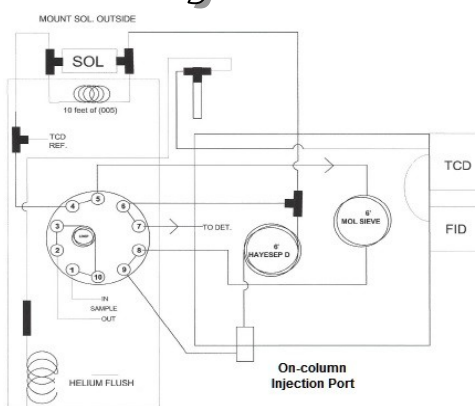 MOUNT SOL. OUTSIDE
SOL
10 feet of (005)
TCD
REF.
TCD
FID
5
4
6
3
7
2
8
1
9
10
TO DET.
6'
MOL SIEVE
6'
HAYESEP D
IN
SAMPLE
OUT
On-column
Injection Port
HELIUM FLUSH